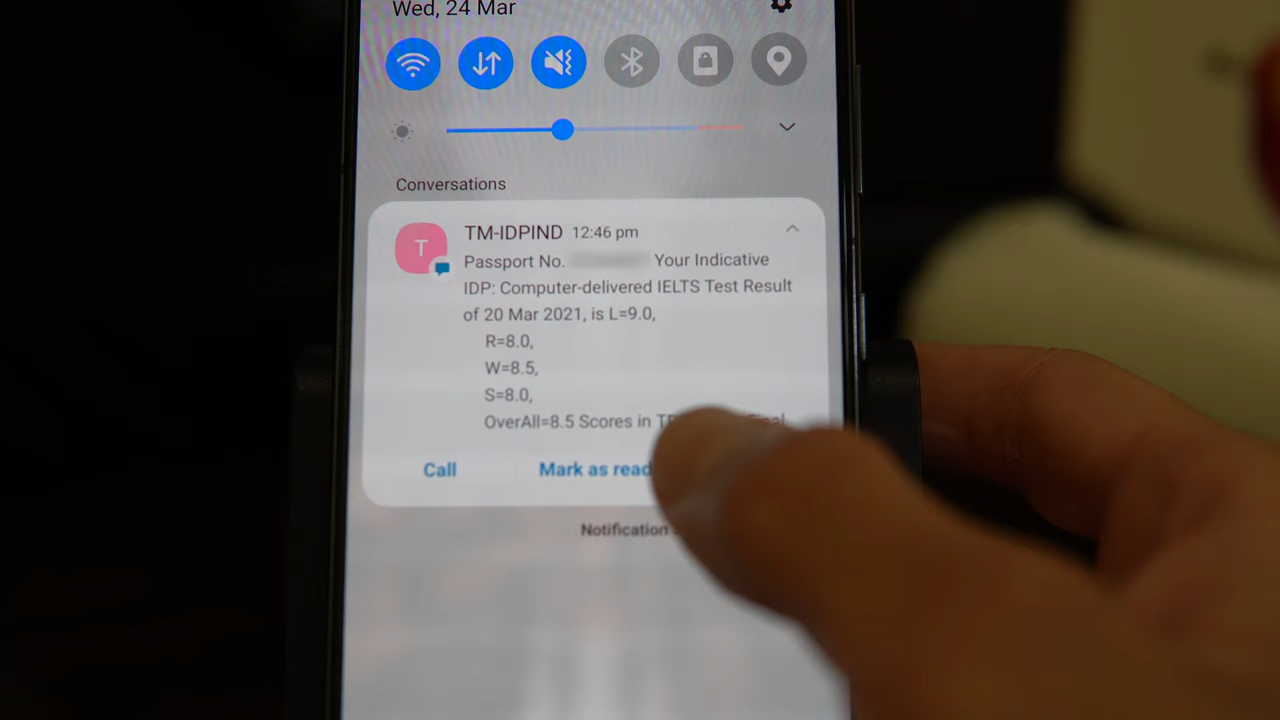 Wed, 24 Mar
Conversations
T
TM-IDPIND 12:46 pm
Passport No. Your Indicative
IDP: Computer-delivered IELTS Test Result
of 20 Mar 2021, is L=9.0,
R=8.0,
W=8.5,
S=8.0,
OverAll=8.5 Scores in
Call Mark as read
Notification